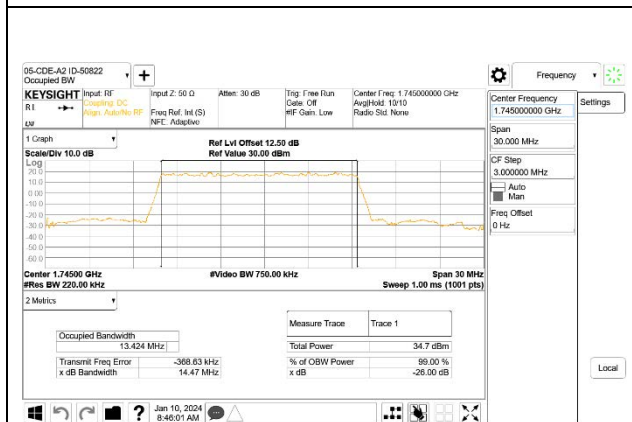 05-CDE-A2 ID-50822
Occupied BW
Frequency
KEYSIGHT
Input: RF
Input Z: 50 Ω
Atten: 30 dB
Trig: Free Run
Center Freq: 1.745000000 GHz
RL
Coupling: DC
Gate: Off
Avg|Hold: 10/10
Align: Auto/No RF
Freq Ref: Int (S)
#IF Gain: Low
Radio Std: None
NFE: Adaptive
Center Frequency
1.745000000 GHz
Settings
Span
30.000 MHz
CF Step
3.000000 MHz
Auto
Man
Freq Offset
0 Hz
1 Graph
Scale/Div 10.0 dB
Ref Lvl Offset 12.50 dB
Ref Value 30.00 dBm
Log
20.0
10.0
0.00
-10.0
-20.0
-30.0
-40.0
-50.0
-60.0
Center 1.74500 GHz
#Video BW 750.00 kHz
Span 30 MHz
#Res BW 220.00 kHz
Sweep 1.00 ms (1001 pts)
2 Metrics
Occupied Bandwidth
13.424 MHz
Transmit Freq Error
-368.63 kHz
x dB Bandwidth
14.47 MHz
Measure Trace
Trace 1
Total Power
34.7 dBm
% of OBW Power
99.00 %
x dB
-26.00 dB
Local
Jan 10, 2024
8:46:01 AM